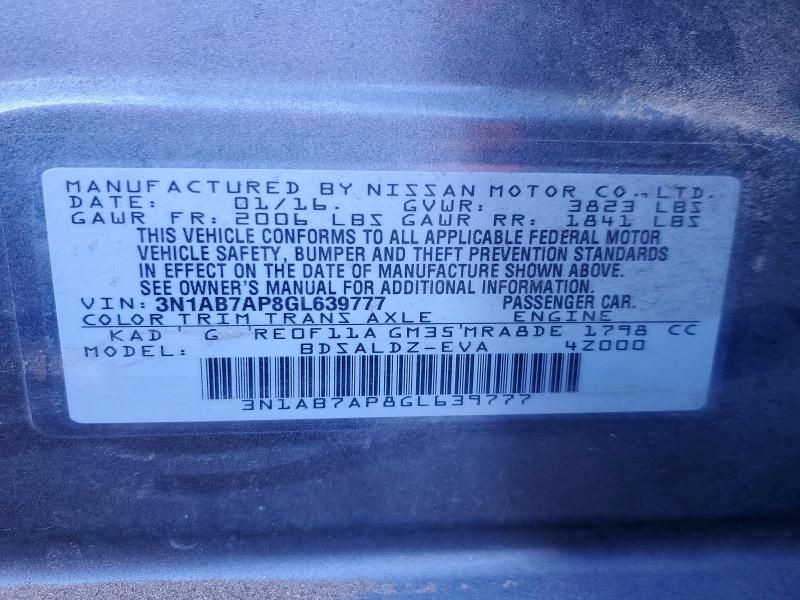 MANUFACTURED BY NISSAN MOTOR CO., LTD.
DATE: 01/16. GVWR: 3823 LBS
GAWR FR: 2006 LBS GAWR RR: 1841 LBS
THIS VEHICLE CONFORMS TO ALL APPLICABLE FEDERAL MOTOR
VEHICLE SAFETY, BUMPER AND THEFT PREVENTION STANDARDS
IN EFFECT ON THE DATE OF MANUFACTURE SHOWN ABOVE.
SEE OWNER'S MANUAL FOR ADDITIONAL INFORMATION.
VIN: 3N1AB7AP8GL639777 PASSENGER CAR.
COLOR TRIM TRANS AXLE ENGINE
KAD G RE0F11A GM35 MRA8DE 1798 CC
MODEL: BDSALDZ-EVA 4Z000
3N1AB7AP8GL639777